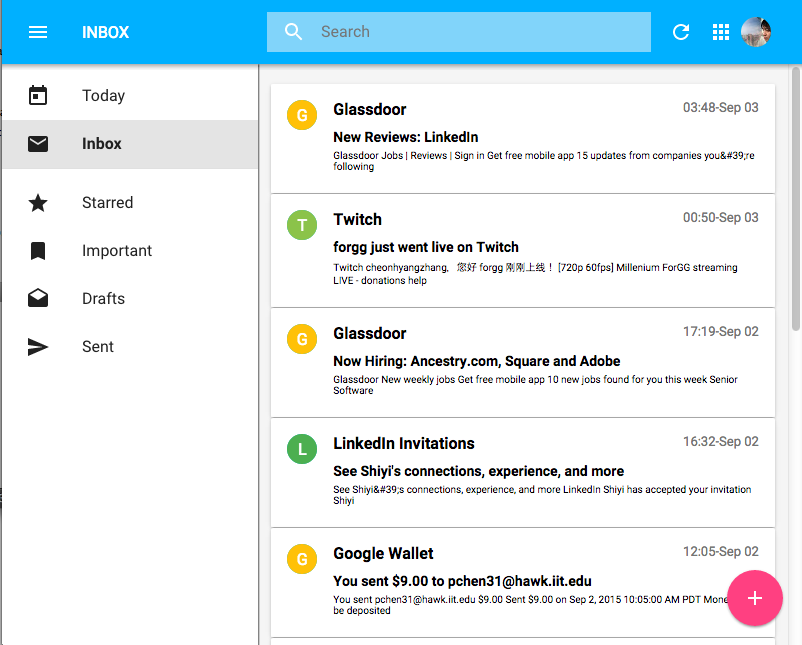 INBOX
Search
Today
Inbox
Starred
Important
Drafts
Sent
G
Glassdoor
03:48-Sep 03
New Reviews: LinkedIn
Glassdoor Jobs | Reviews | Sign in Get free mobile app 15 updates from companies you&#39;re
following
T
Twitch
00:50-Sep 03
forgg just went live on Twitch
Twitch cheonhyangzhang, 您好 forgg 刚刚上线！ [720p 60fps] Millenium ForGG streaming
LIVE - donations help
G
Glassdoor
17:19-Sep 02
Now Hiring: Ancestry.com, Square and Adobe
Glassdoor New weekly jobs Get free mobile app 10 new jobs found for you this week Senior
Software
L
LinkedIn Invitations
16:32-Sep 02
See Shiyi's connections, experience, and more
See Shiyi&#39;s connections, experience, and more LinkedIn Shiyi has accepted your invitation
Shiyi
G
Google Wallet
12:05-Sep 02
You sent $9.00 to pchen31@hawk.iit.edu
You sent pchen31@hawk.iit.edu $9.00 Sent $9.00 on Sep 2, 2015 10:05:00 AM PDT
be deposited